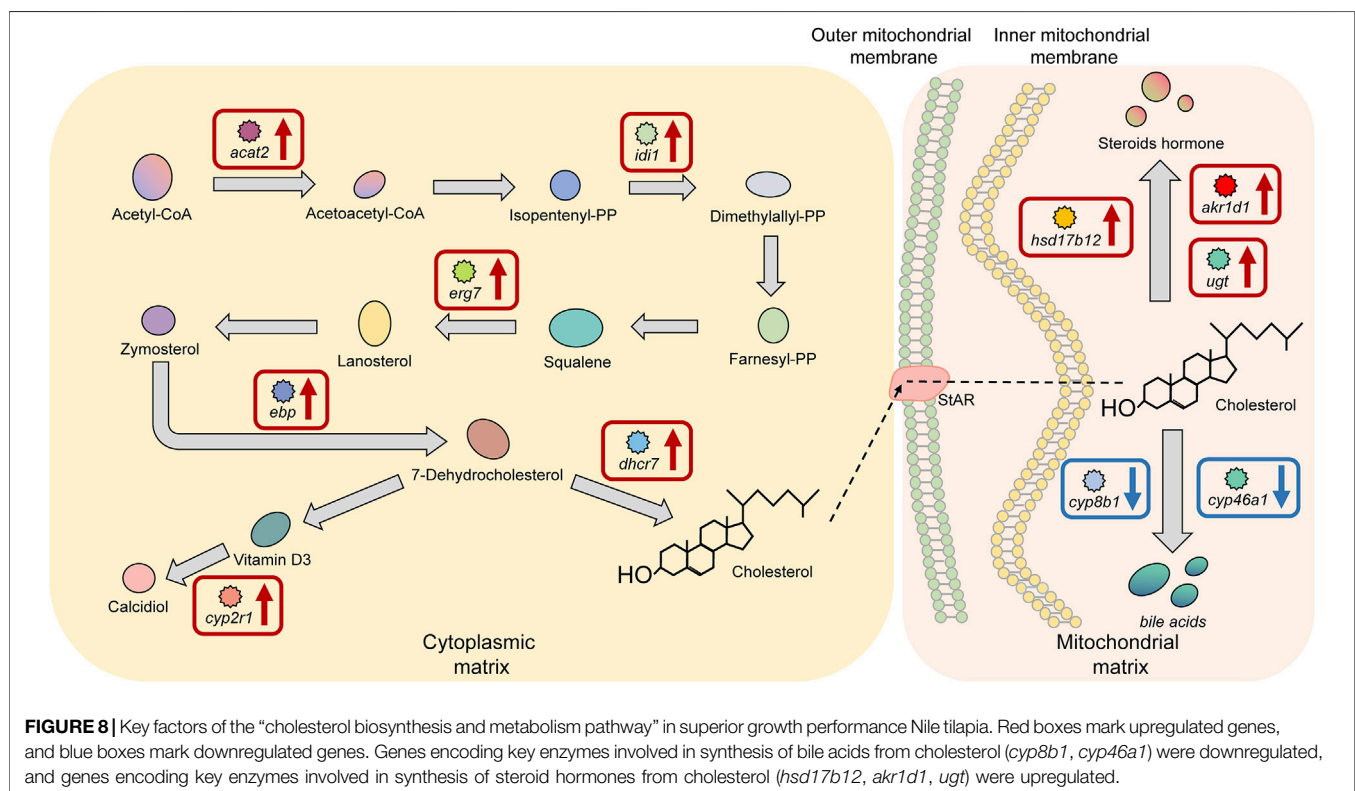 Outer mitochondrial
membrane
Inner mitochondrial
membrane
acat2
idi1
Acetyl-CoA
Acetoacetyl-CoA
Isopentenyl-PP
Dimethylallyl-PP
Steroids hormone
akr1d1
hsd17b12
ugt
erg7
Zymosterol
Lanosterol
Squalene
Farnesyl-PP
ebp
StAR
HO
Cholesterol
7-Dehydrocholesterol
dhcr7
cyp8b1
cyp46a1
Vitamin D3
HO
Cholesterol
Calcidiol
cyp2r1
bile acids
Cytoplasmic
matrix
Mitochondrial
matrix
FIGURE 8 | Key factors of the “cholesterol biosynthesis and metabolism pathway” in superior growth performance Nile tilapia. Red boxes mark upregulated genes,
and blue boxes mark downregulated genes. Genes encoding key enzymes involved in synthesis of bile acids from cholesterol (cyp8b1, cyp46a1) were downregulated,
and genes encoding key enzymes involved in synthesis of steroid hormones from cholesterol (hsd17b12, akr1d1, ugt) were upregulated.